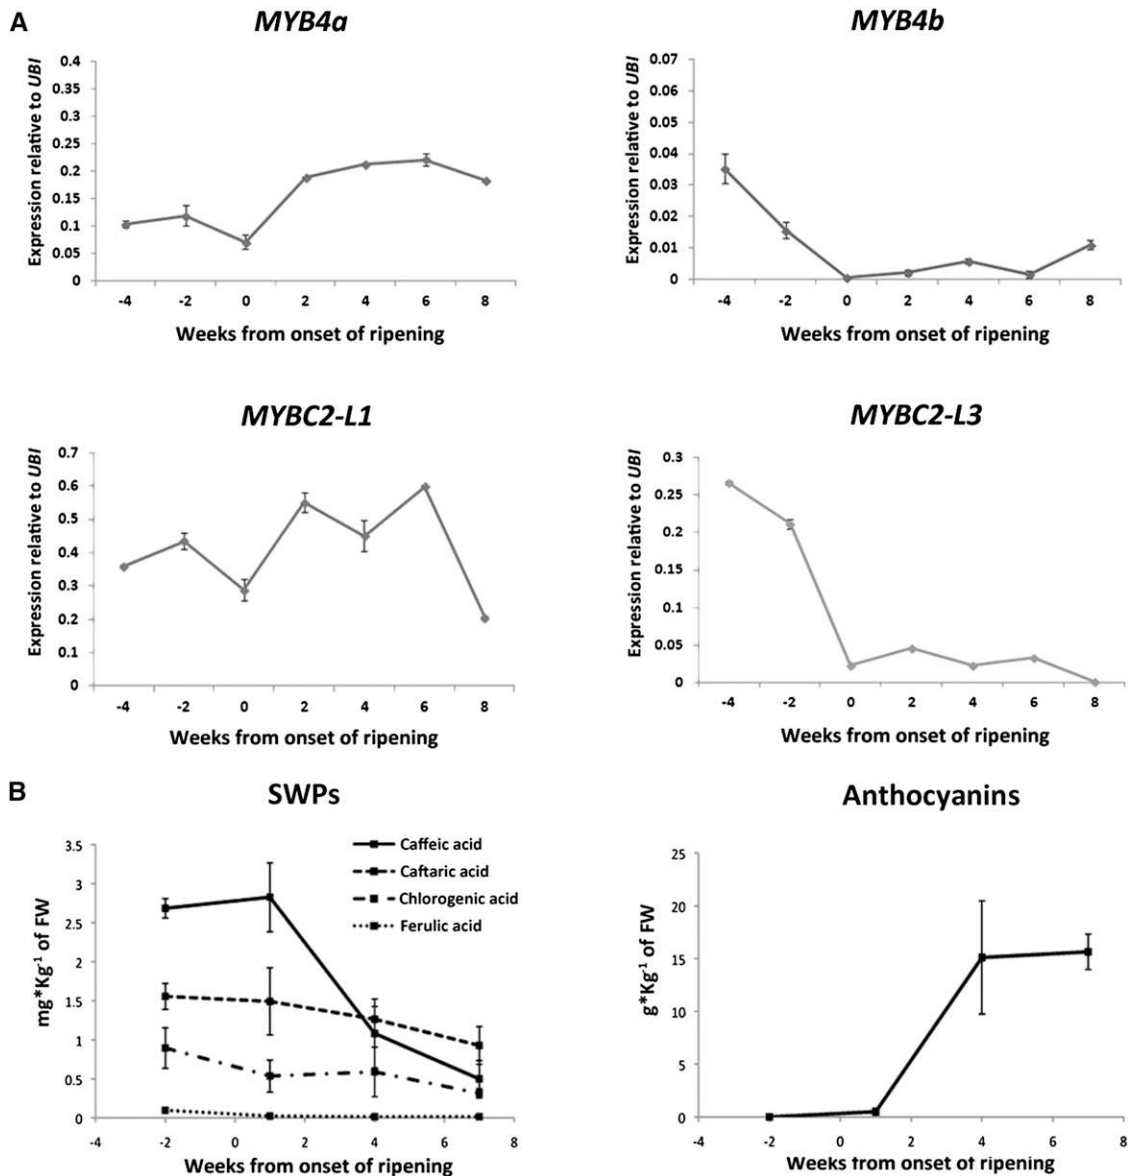 A
MYB4a
MYB4b
Expression relative to UBI
0.4
0.35
0.3
0.25
0.2
0.15
0.1
0.05
0
-4 -2 0 2 4 6 8
Weeks from onset of ripening
Expression relative to UBI
0.07
0.06
0.05
0.04
0.03
0.02
0.01
0
-4 -2 0 2 4 6 8
Weeks from onset of ripening
MYBC2-L1
MYBC2-L3
Expression relative to UBI
0.7
0.6
0.5
0.4
0.3
0.2
0.1
0
-4 -2 0 2 4 6 8
Weeks from onset of ripening
Expression relative to UBI
0.3
0.25
0.2
0.15
0.1
0.05
0
-4 -2 0 2 4 6 8
Weeks from onset of ripening
B
SWPs
Anthocyanins
mg*Kg-1 of FW
3.5
3
2.5
2
1.5
1
0.5
0
Caffeic acid
Caftaric acid
Chlorogenic acid
Ferulic acid
-4 -2 0 2 4 6 8
Weeks from onset of ripening
g*Kg-1 of FW
25
20
15
10
5
0
-4 -2 0 2 4 6 8
Weeks from onset of ripening